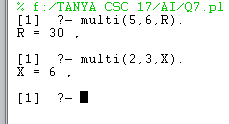 % f:/TANYA CSC 17/AI/Q7.pl
[1]  ?- multi(5,6,R).
R = 30 ,
[1]  ?- multi(2,3,X).
X = 6 ,
[1]  ?-